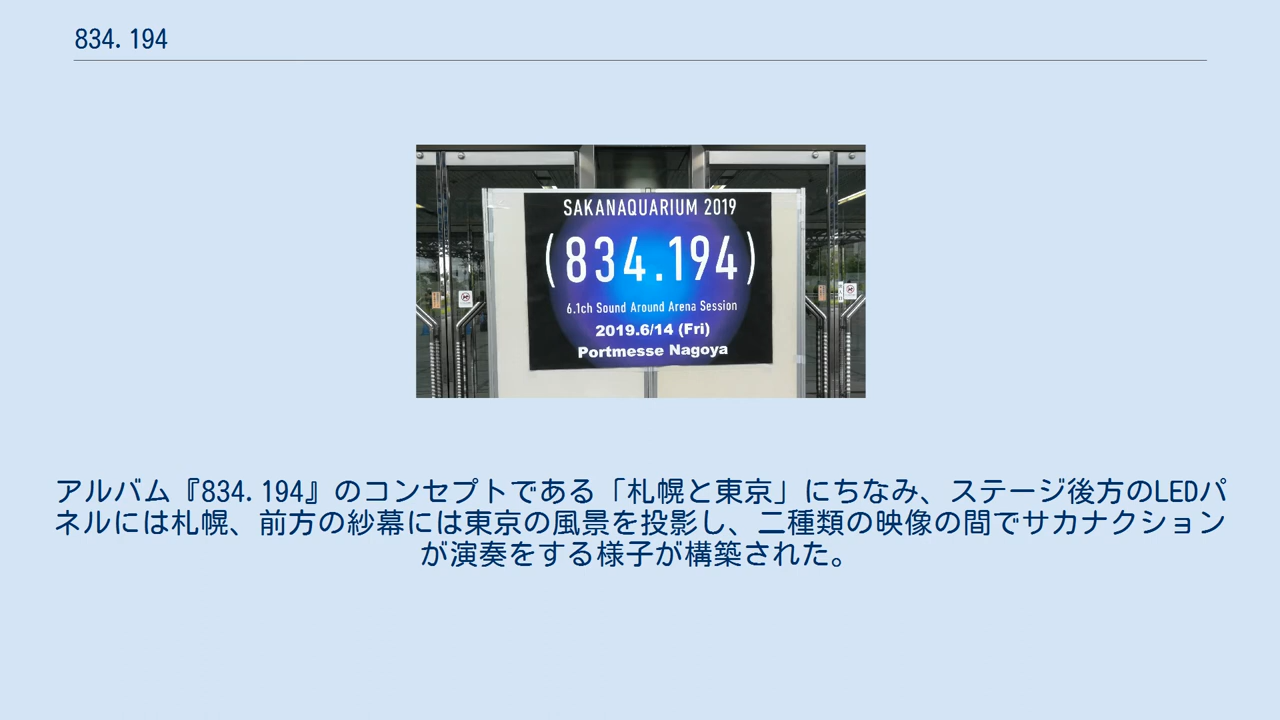 834.194
SAKANAQUARIUM 2019
(834.194)
6.1ch Sound Around Arena Session
2019.6/14 (Fri)
Portmesse Nagoya
アルバム『834.194』のコンセプトである「札幌と東京」にちなみ、ステージ後方のLEDパ
ネルには札幌、前方の紗幕には東京の風景を投影し、二種類の映像の間でサカナクション
が演奏をする様子が構築された。